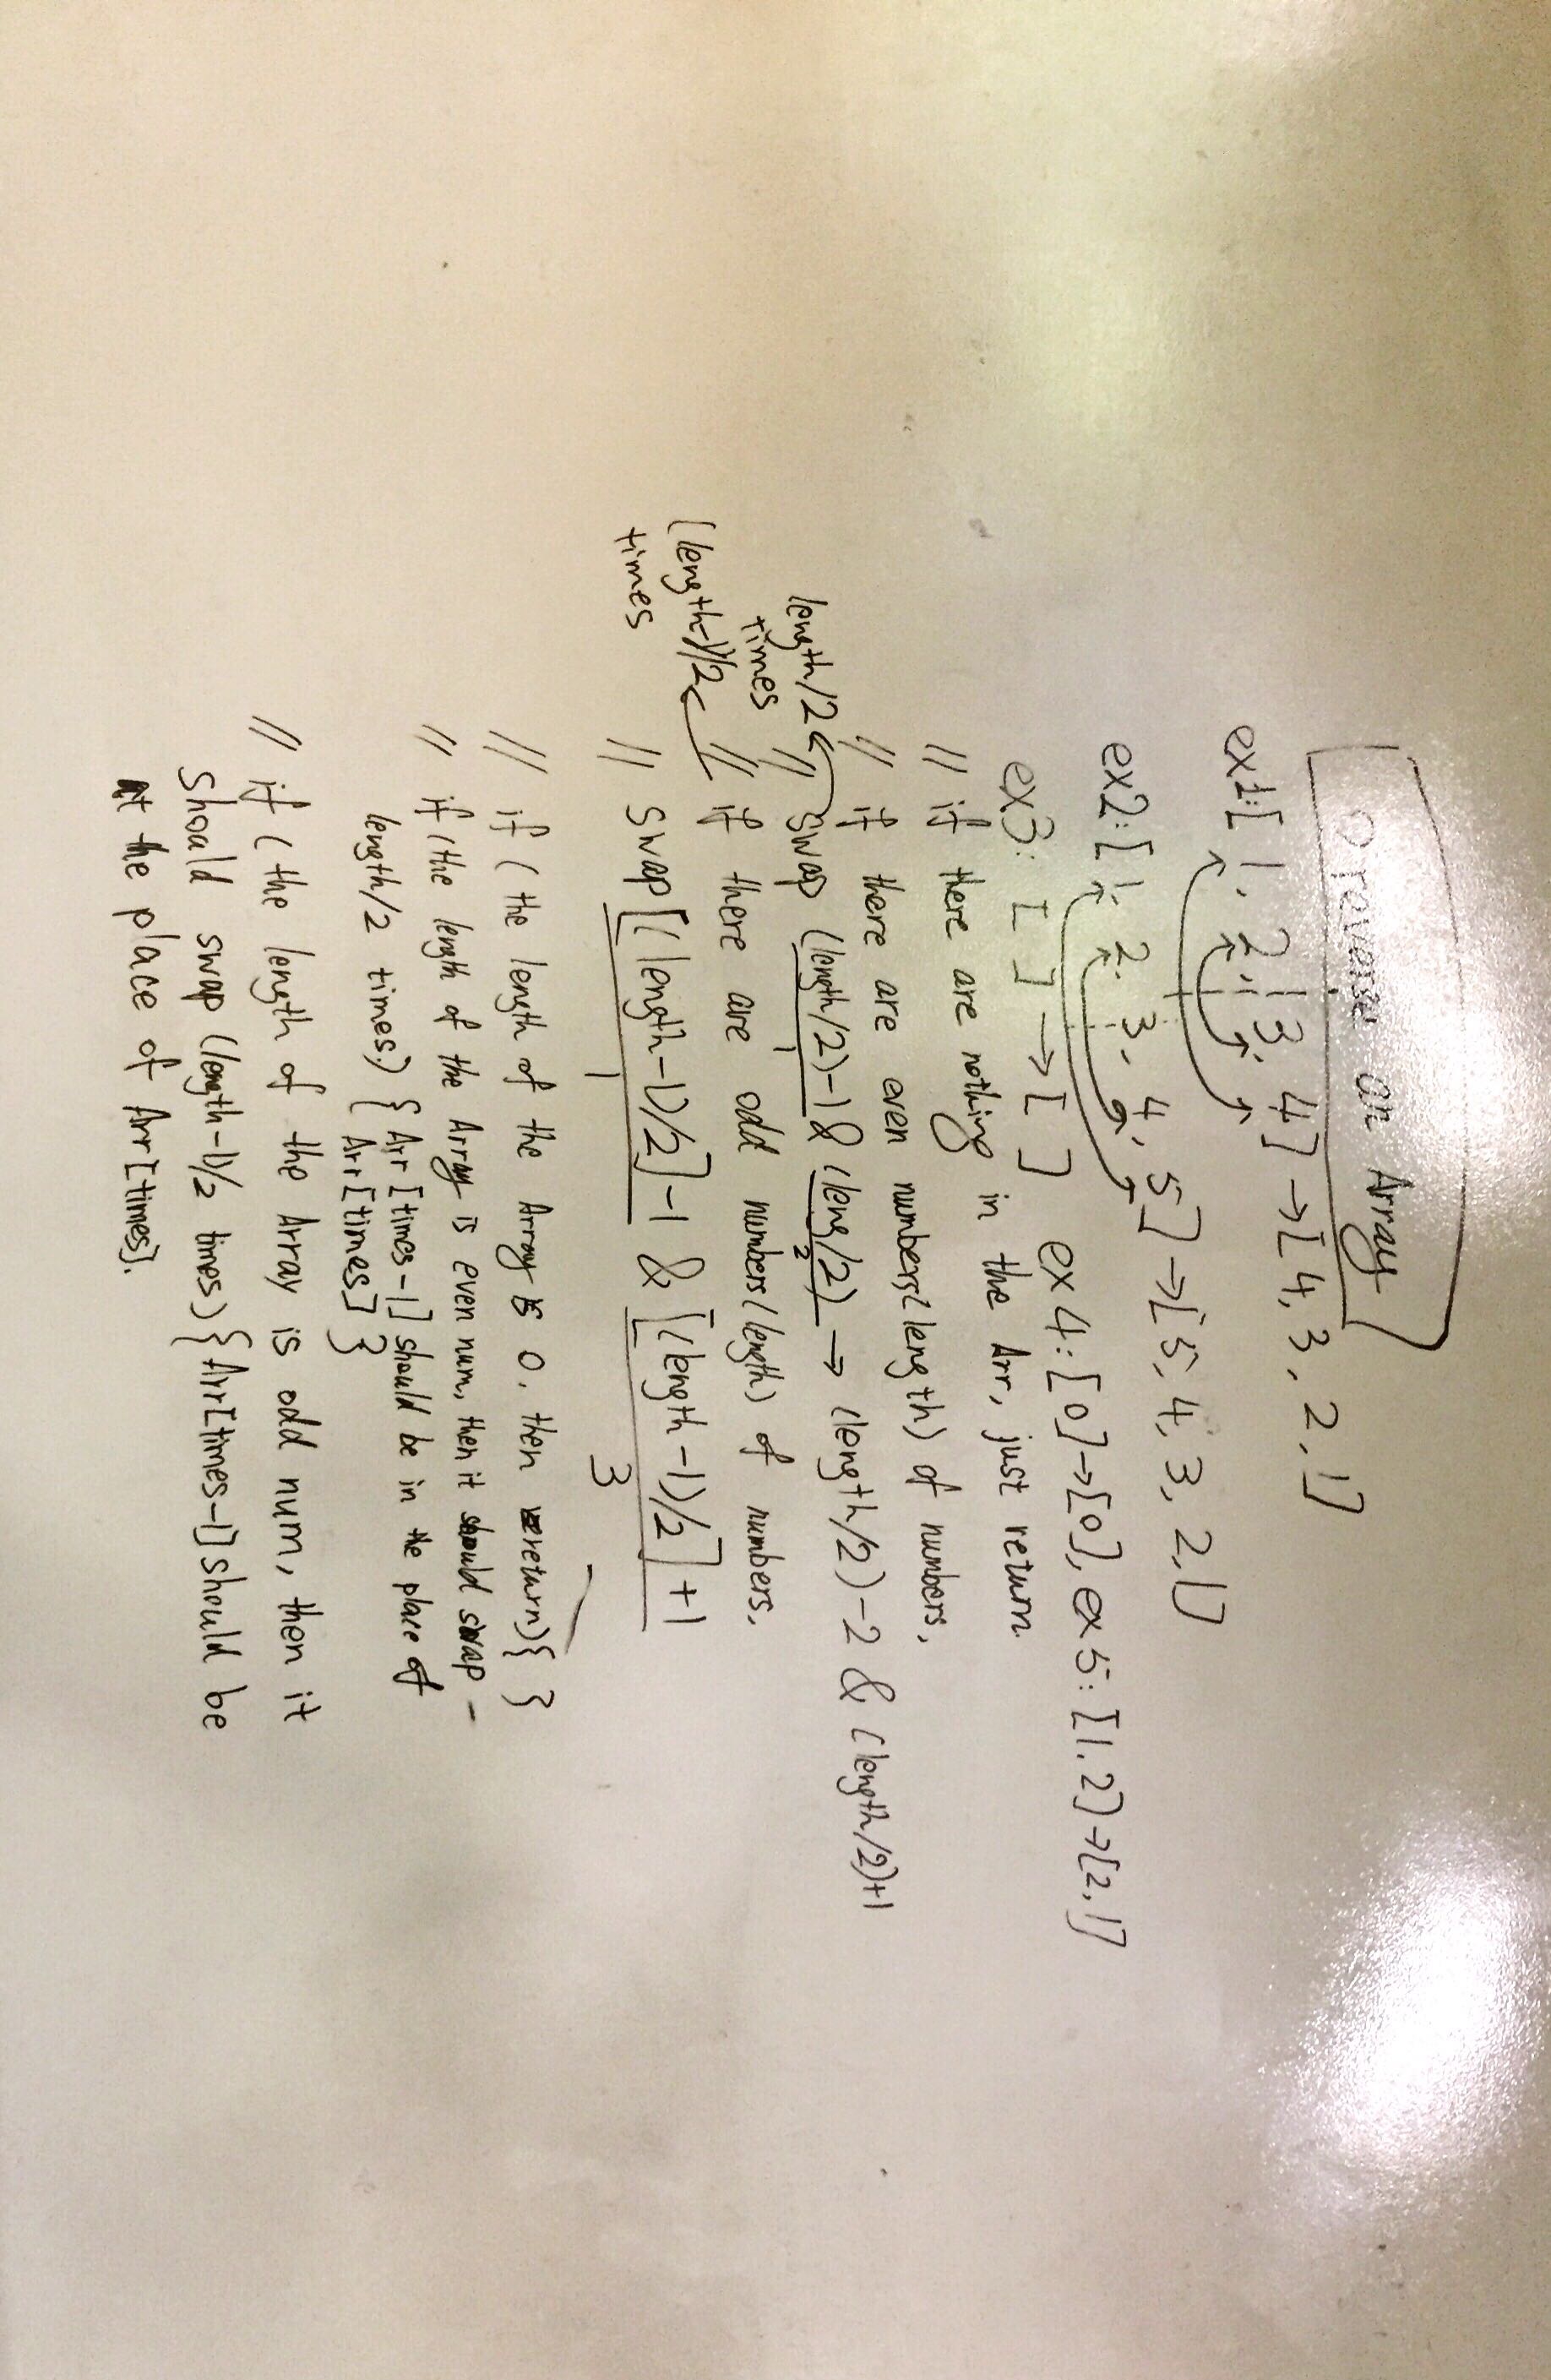 ① reverse an Array
ex1:[1, 2, 3, 4] → [4, 3, 2, 1]
ex2:[1, 2, 3, 4, 5] → [5, 4, 3, 2, 1]
ex3: [ ] → [ ] ex 4: [0] → [0], ex 5: [1, 2] → [2, 1]
// if there are nothing in the Arr, just return.
// if there are even numbers(length) of numbers,
length/2 times
// swap (length/2)-1 & (leng/2) → (length/2)-2 & (length/2)+1
1 2
// if there are odd numbers(length) of numbers,
(length-1)/2 times
// swap [(length-1)/2]-1 & [(length-1)/2]+1
1 3
// if (the length of the Array is 0, then return){ }
// if (the length of the Array is even num, then it should swap -
length/2 times) { Arr[times-1] should be in the place of
Arr[times] }
// if (the length of the Array is odd num, then it
should swap (length-1)/2 times) { Arr[times-1] should be
at the place of Arr[times].